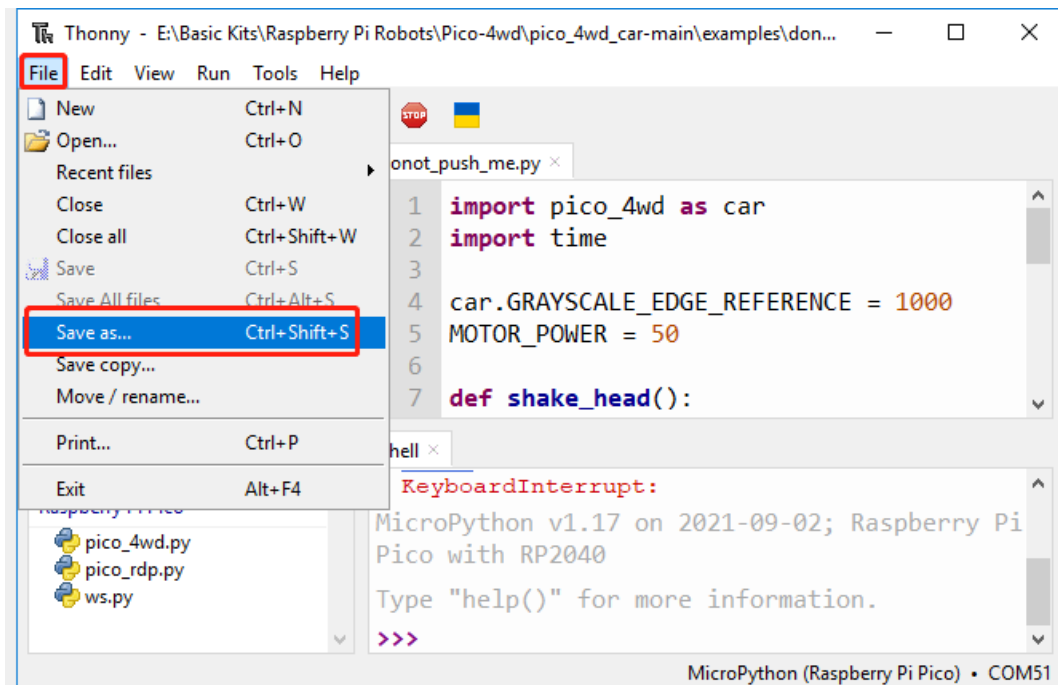 Thonny - E:\Basic Kits\Raspberry Pi Robots\Pico-4wd\pico_4wd_car-main\examples\don...
File Edit View Run Tools Help
New Ctrl+N
Open... Ctrl+O
Recent files
Close Ctrl+W
Close all Ctrl+Shift+W
Save Ctrl+S
Save All files Ctrl+Alt+S
Save as... Ctrl+Shift+S
Save copy...
Move / rename...
Print... Ctrl+P
Exit Alt+F4
STOP
onot_push_me.py
1 import pico_4wd as car
2 import time
3
4 car.GRAYSCALE_EDGE_REFERENCE = 1000
5 MOTOR_POWER = 50
6
7 def shake_head():
Raspberry Pi Pico
pico_4wd.py
pico_rdp.py
ws.py
hell
KeyboardInterrupt:
MicroPython v1.17 on 2021-09-02; Raspberry Pi
Pico with RP2040
Type "help()" for more information.
>>>
MicroPython (Raspberry Pi Pico) • COM51